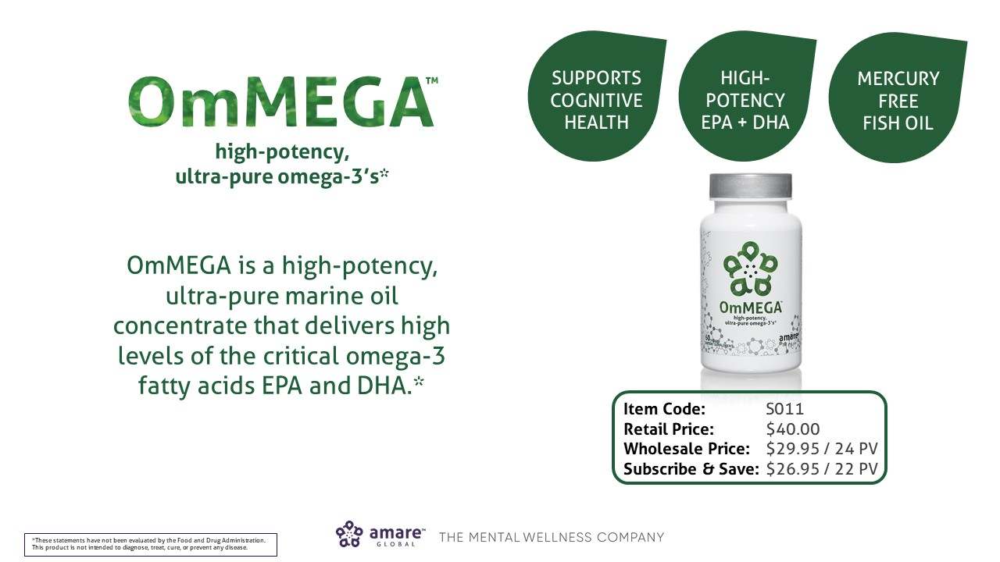 OmMEGA™
high-potency,
ultra-pure omega-3's*
OmMEGA is a high-potency,
ultra-pure marine oil
concentrate that delivers high
levels of the critical omega-3
fatty acids EPA and DHA.*
SUPPORTS
COGNITIVE
HEALTH
HIGH-
POTENCY
EPA + DHA
MERCURY
FREE
FISH OIL
OmMEGA™
high-potency,
ultra-pure omega-3's*
60
amare
Item Code: S011
Retail Price: $40.00
Wholesale Price: $29.95 / 24 PV
Subscribe & Save: $26.95 / 22 PV
*These statements have not been evaluated by the Food and Drug Administration.
This product is not intended to diagnose, treat, cure, or prevent any disease.
amare™
GLOBAL
THE MENTAL WELLNESS COMPANY